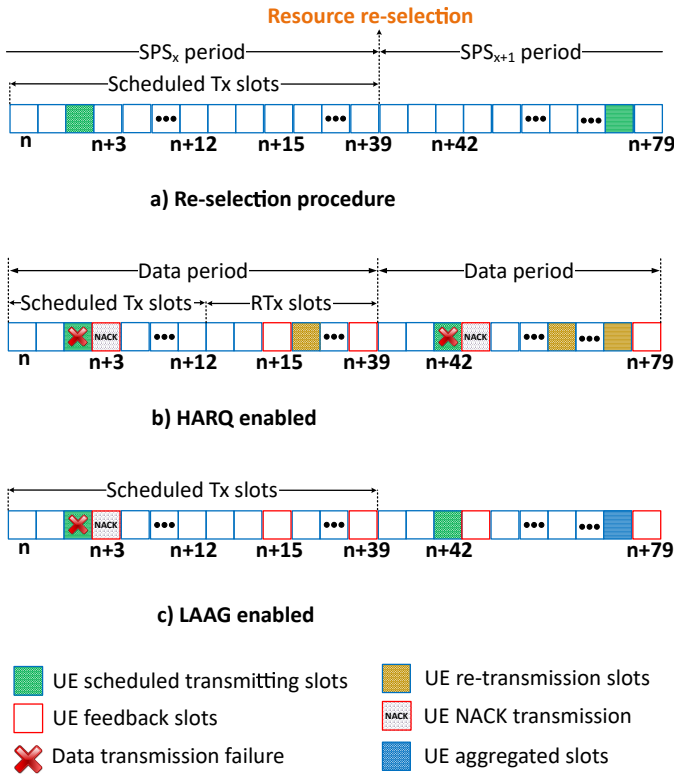 Resource re-selection
SPSx period SPSx+1 period
Scheduled Tx slots
••• ••• ••• •••
n n+3 n+12 n+15 n+39 n+42 n+79
a) Re-selection procedure
Data period Data period
Scheduled Tx slots RTx slots
NACK ••• ••• NACK ••• •••
n n+3 n+12 n+15 n+39 n+42 n+79
b) HARQ enabled
Scheduled Tx slots
NACK ••• ••• ••• •••
n n+3 n+12 n+15 n+39 n+42 n+79
c) LAAG enabled
UE scheduled transmitting slots UE re-transmission slots
UE feedback slots NACK UE NACK transmission
Data transmission failure UE aggregated slots